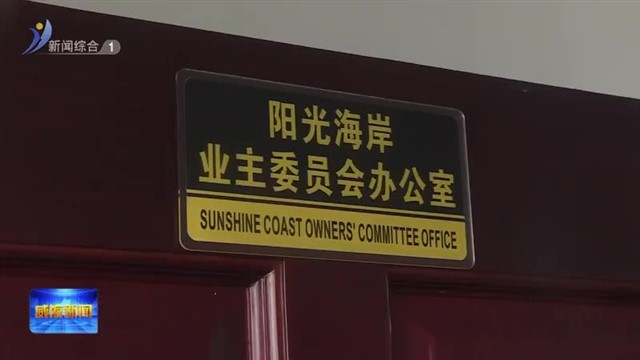 新闻综合 1
阳光海岸
业主委员会办公室
SUNSHINE COAST OWNERS' COMMITTEE OFFICE
威海新闻